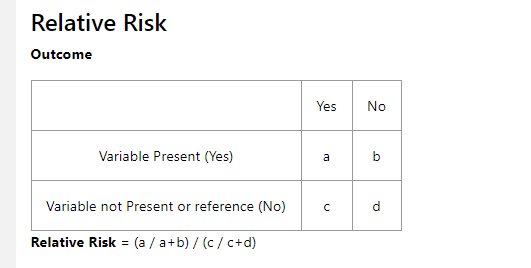 Relative Risk
Outcome
Yes No
Variable Present (Yes) a b
Variable not Present or reference (No) c d
Relative Risk = (a / a+b) / (c / c+d)